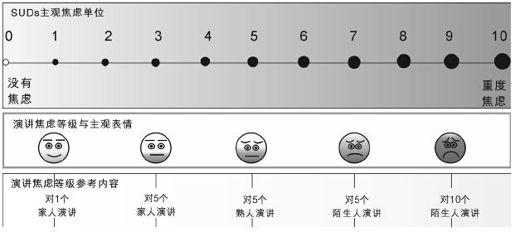 SUDs主观焦虑单位
0 1 2 3 4 5 6 7 8 9 10
没有 重度
焦虑 焦虑
演讲焦虑等级与主观表情
演讲焦虑等级参考内容
对1个 对5个 对5个 对5个 对10个
家人演讲 家人演讲 熟人演讲 陌生人演讲 陌生人演讲